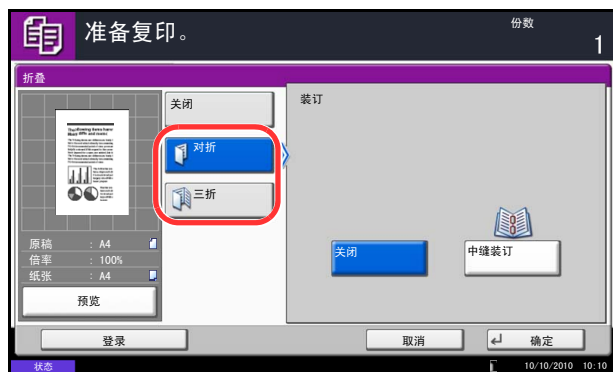 准备复印。
份数
1
折叠
关闭
对折
三折
装订
关闭
中缝装订
原稿 : A4
倍率 : 100%
纸张 : A4
预览
登录
取消
确定
状态
10/10/2010 10:10